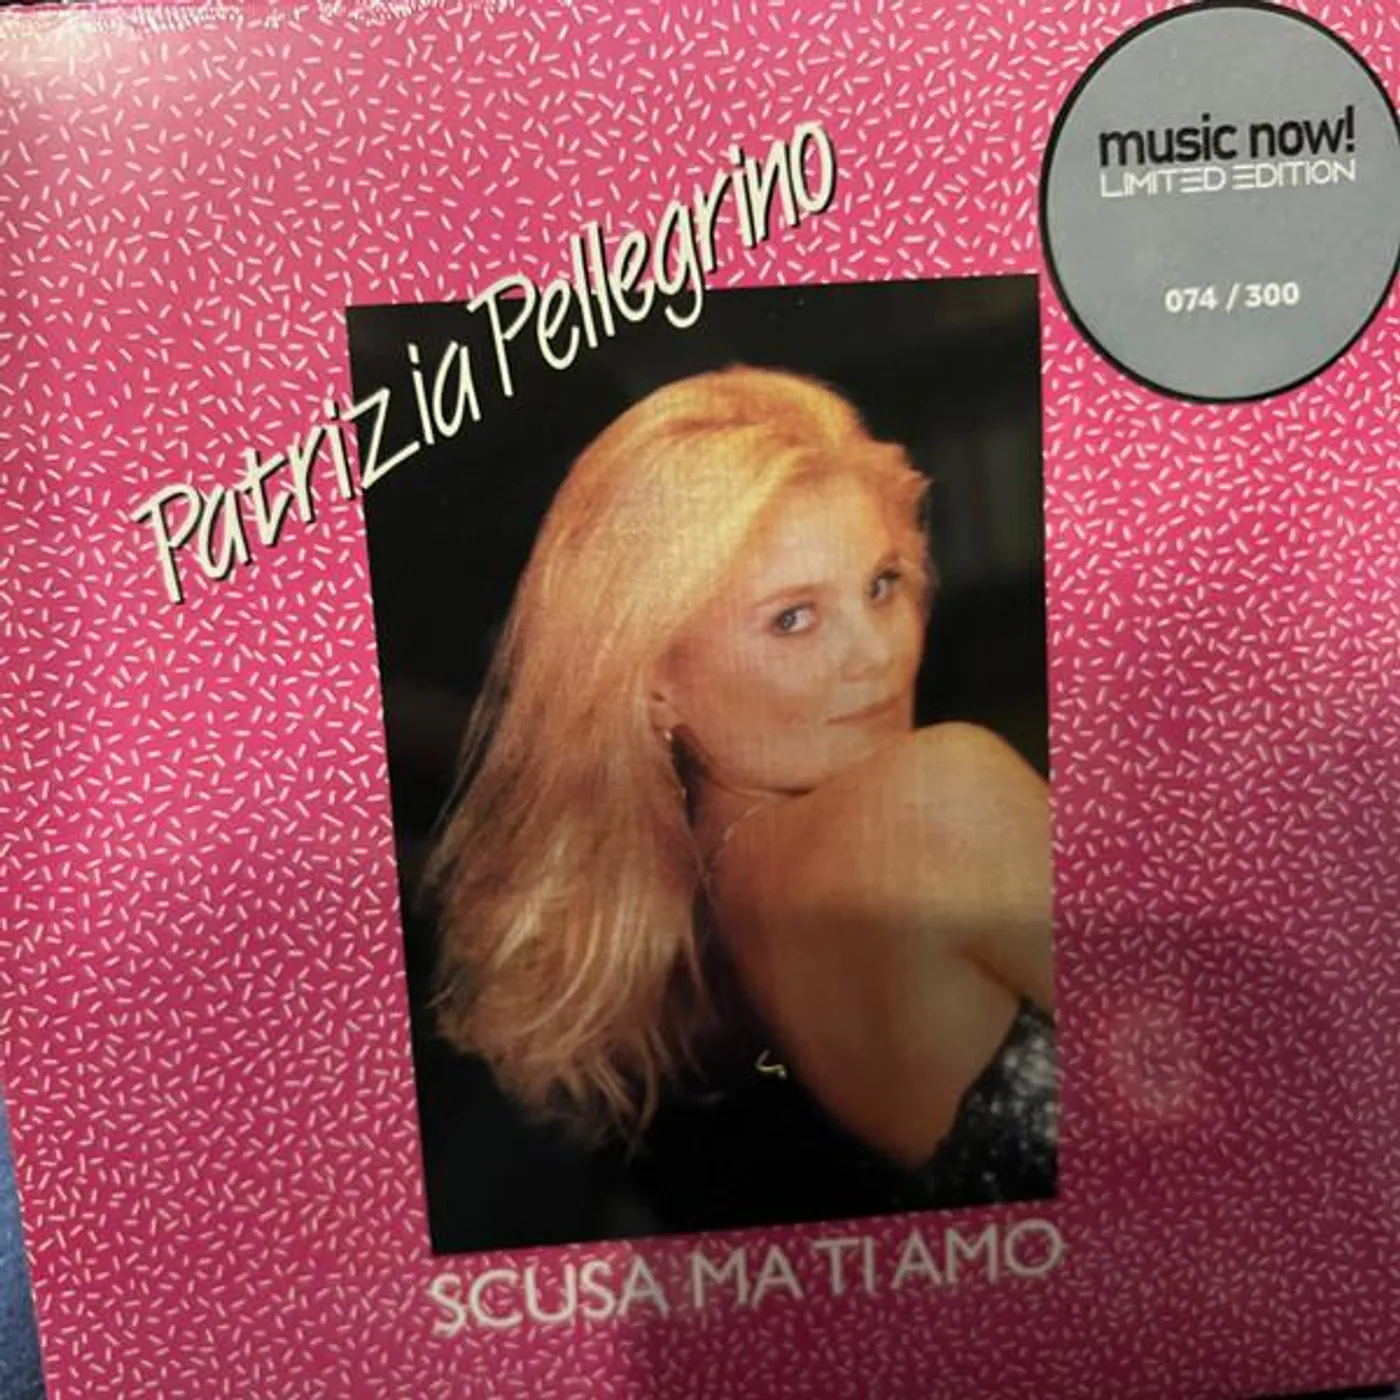 music now!
LIMITED EDITION
074 / 300
Patrizia Pellegrino
SCUSA MA TI AMO